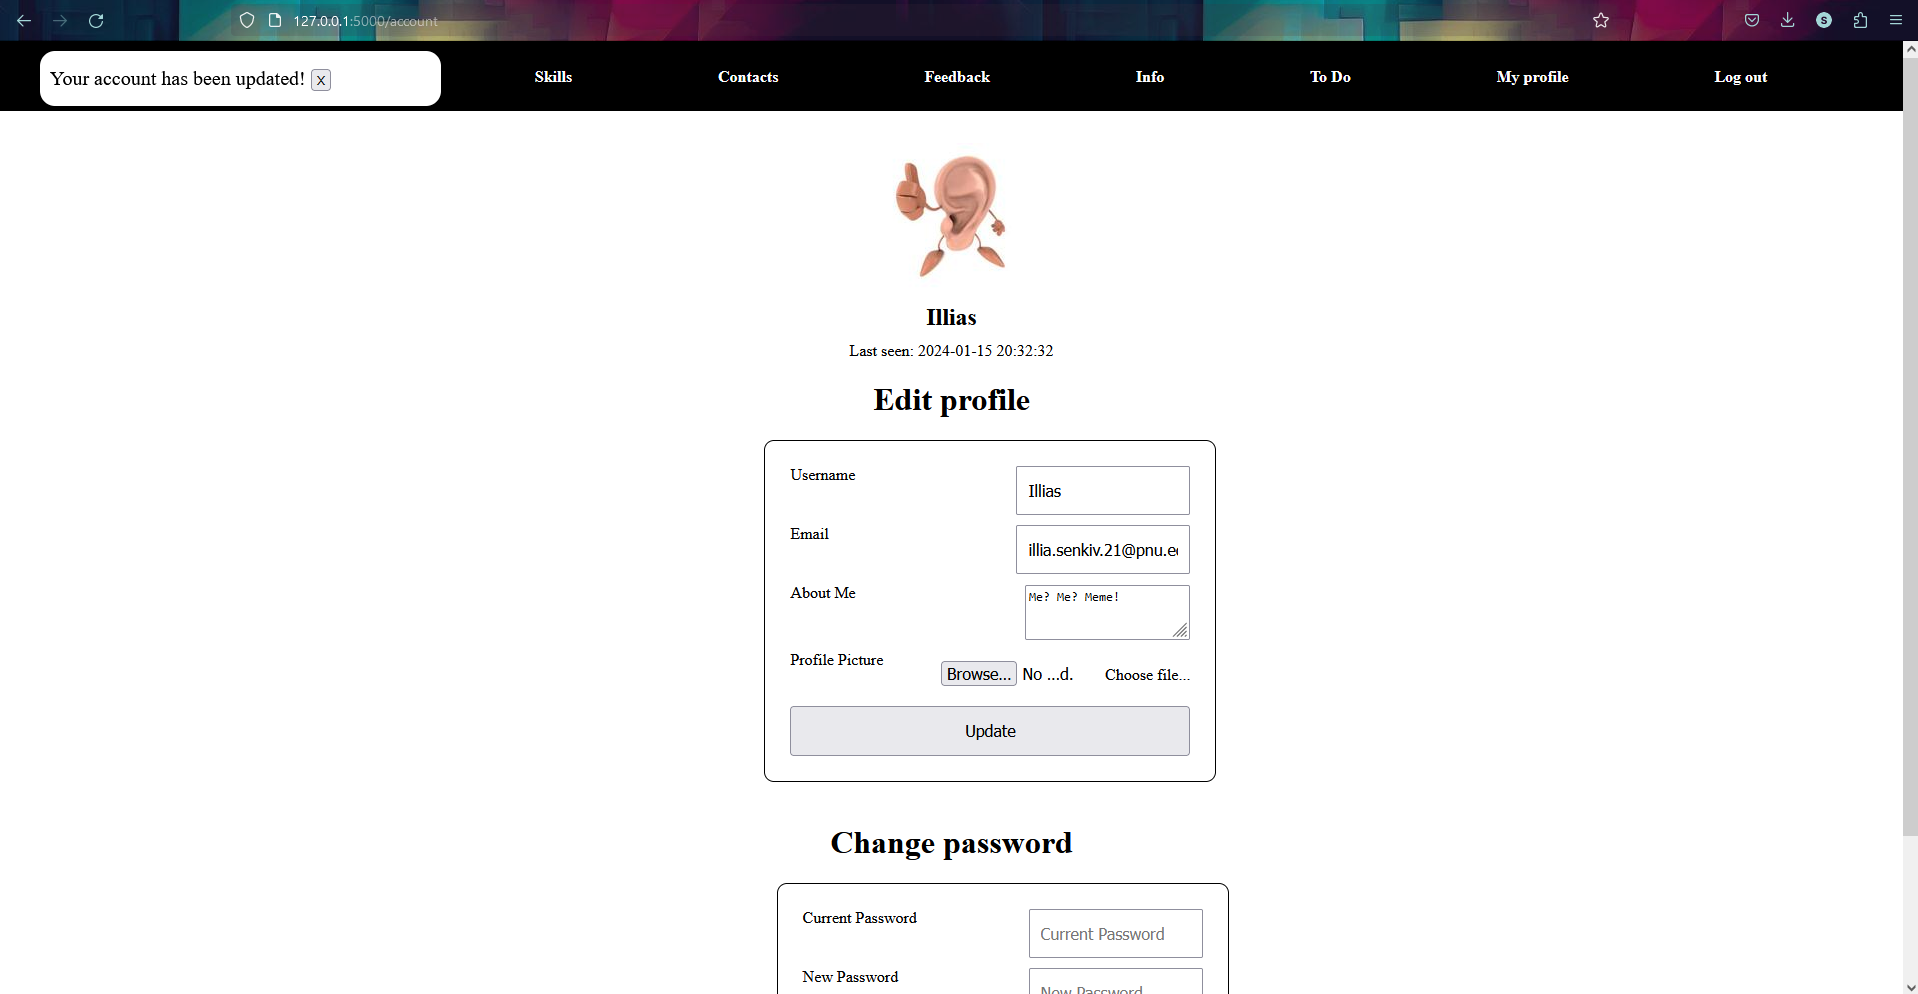 127.0.0.1:5000/account
S
Your account has been updated! X
Skills Contacts Feedback Info To Do My profile Log out
Illias
Last seen: 2024-01-15 20:32:32
Edit profile
Username
Illias
Email
illia.senkiv.21@pnu.e
About Me
Me? Me? Meme!
Profile Picture
Browse... No ...d. Choose file...
Update
Change password
Current Password
Current Password
New Password
New Password